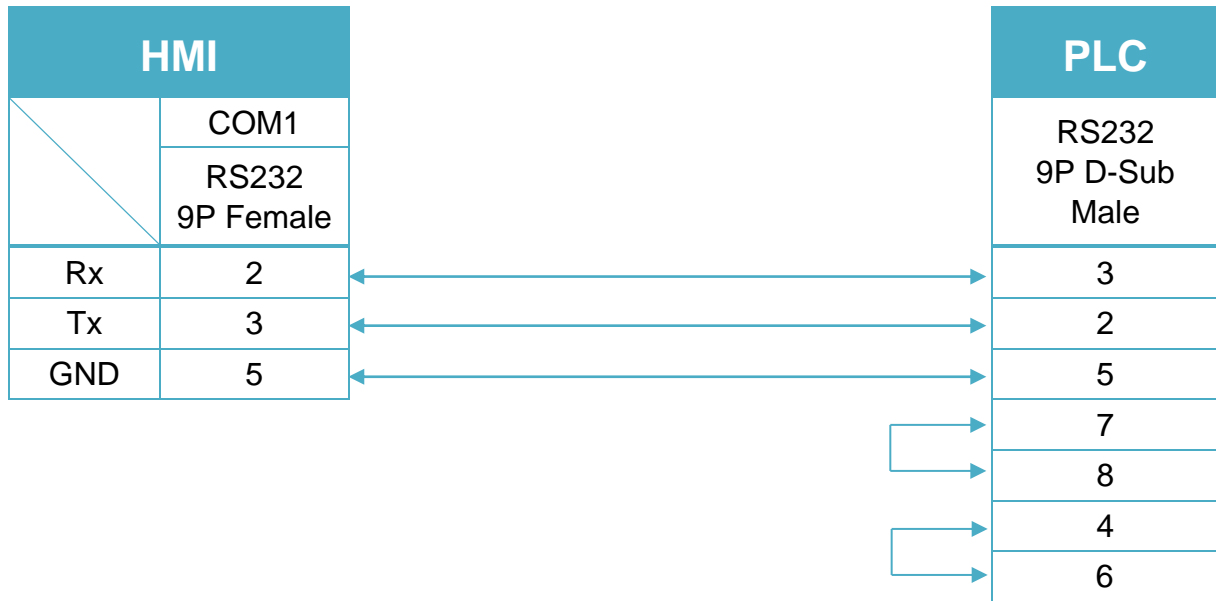 HMI
PLC
COM1
RS232
9P Female
RS232
9P D-Sub
Male
Rx 2 3
Tx 3 2
GND 5 5
7
8
4
6